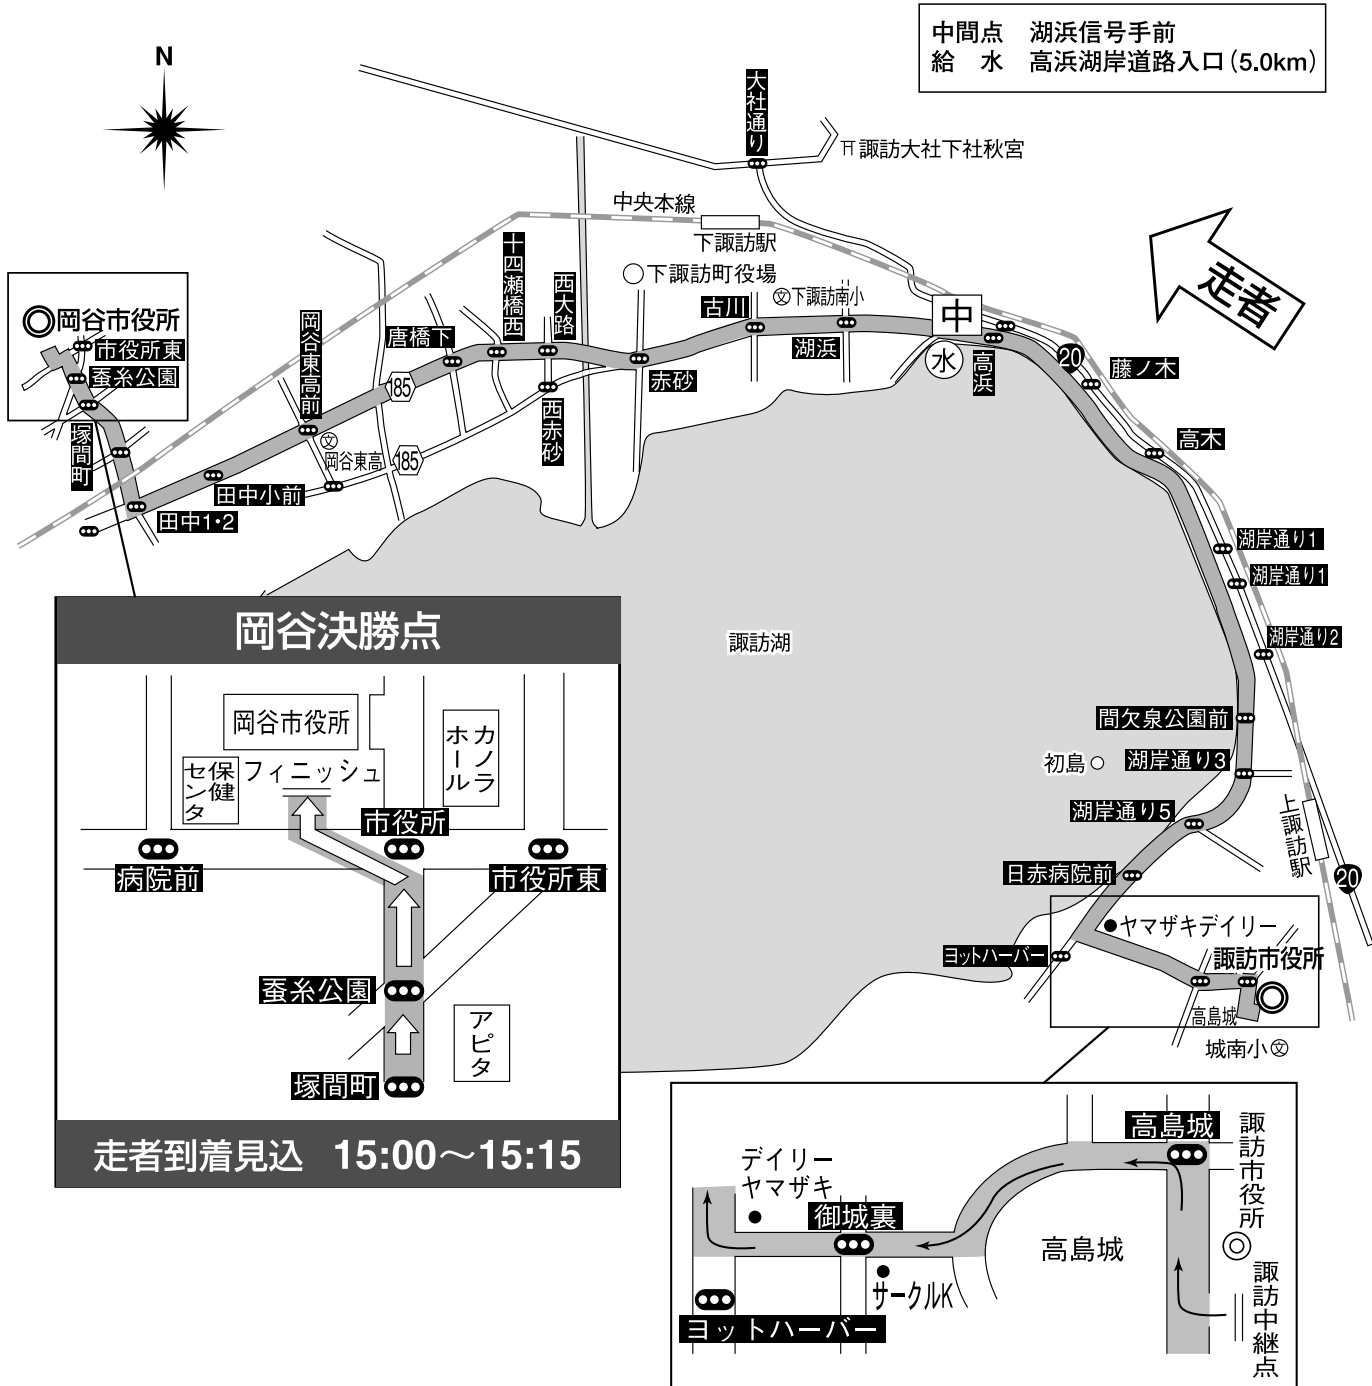 中間点 湖浜信号手前
給 水 高浜湖岸道路入口(5.0km)
N
大社通り
諏訪大社下社秋宮
中央本線
下諏訪駅
走者
下諏訪町役場
十四瀬橋西
西大路
古川
下諏訪南小
湖浜
中
水
高浜
20
藤ノ木
高木
岡谷市役所
市役所東
蚕糸公園
塚間町
岡谷東高前
唐橋下
185
赤砂
西赤砂
岡谷東高
185
田中小前
田中1・2
湖岸通り1
湖岸通り1
湖岸通り2
諏訪湖
間欠泉公園前
初島
湖岸通り3
湖岸通り5
上諏訪駅
日赤病院前
20
ヤマザキデイリー
ヨットハーバー
諏訪市役所
高島城
城南小
岡谷決勝点
岡谷市役所
カノラホール
保健センタ
フィニッシュ
市役所
病院前
市役所東
蚕糸公園
アピタ
塚間町
走者到着見込 15:00〜15:15
高島城
諏訪市役所
デイリー
ヤマザキ
御城裏
高島城
サークルK
諏訪中継点
ヨットハーバー